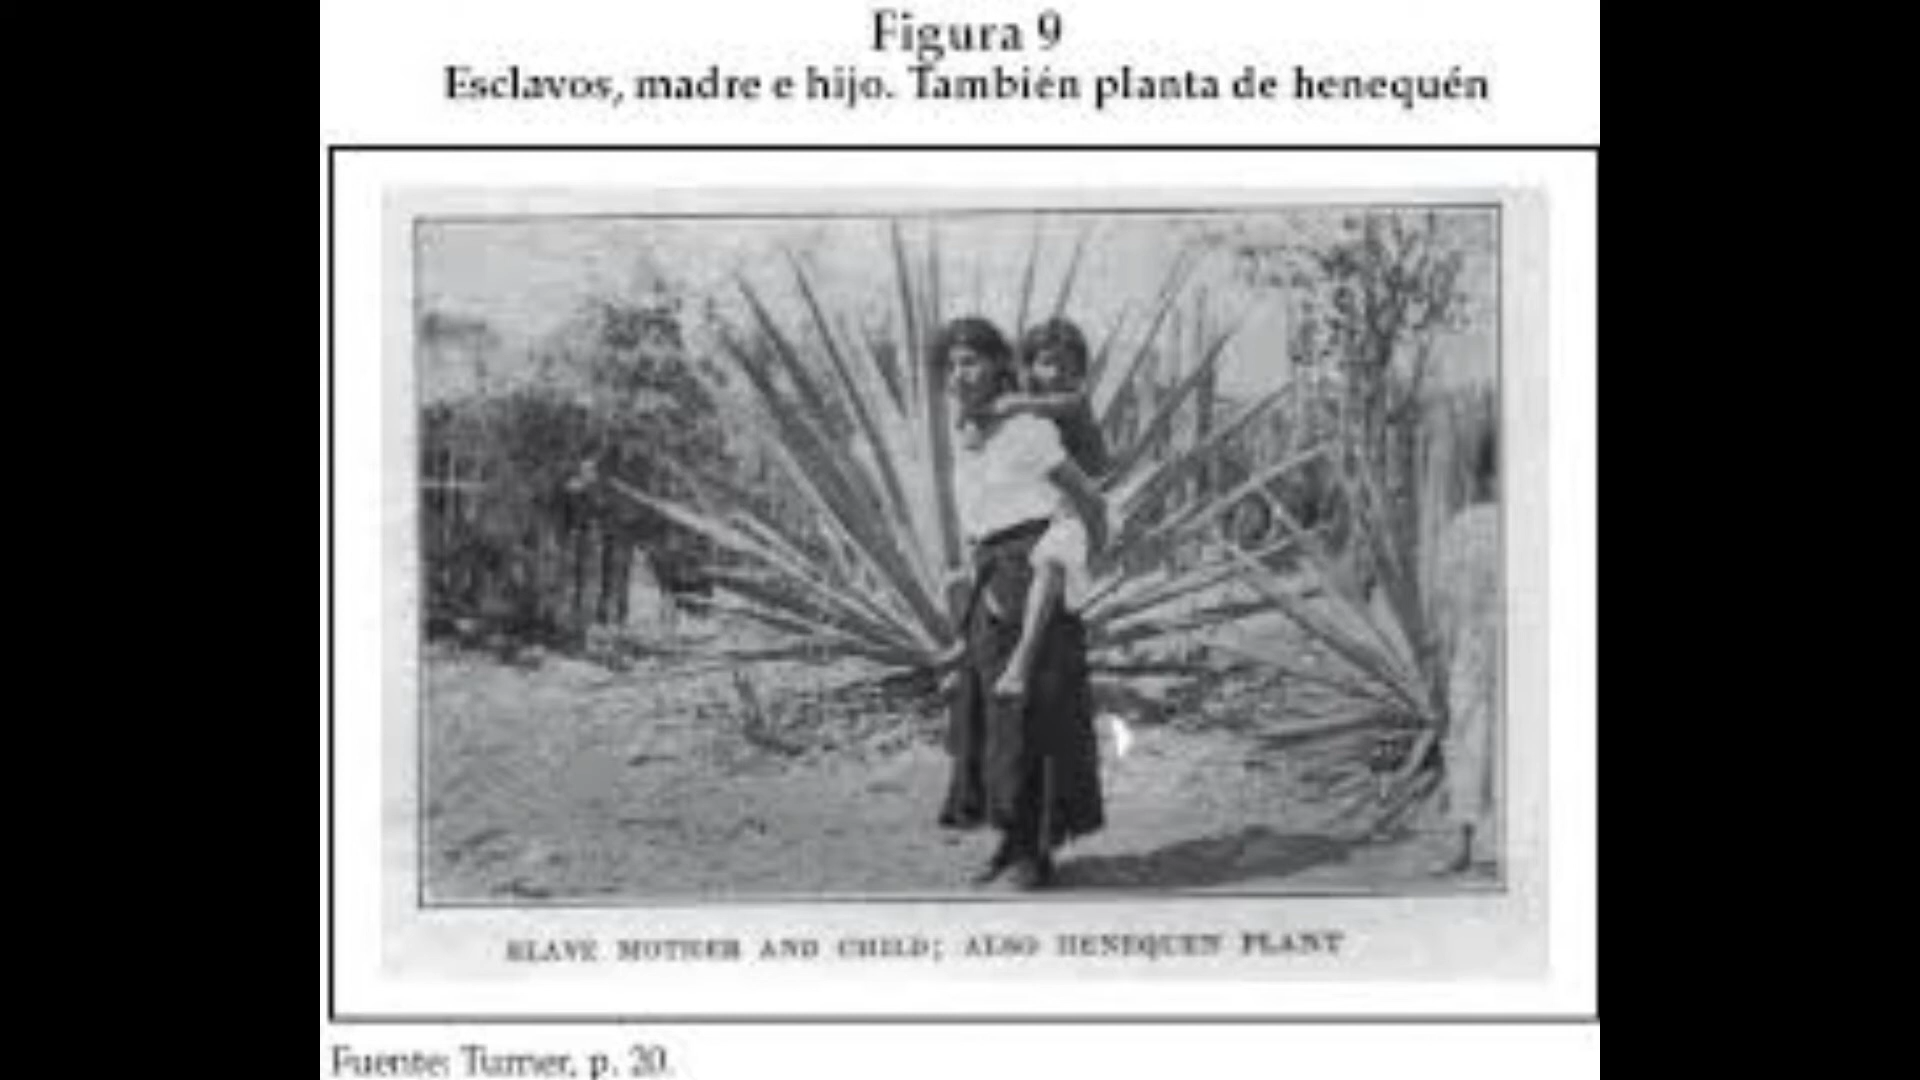 Figura 9
Esclavos, madre e hijo. También planta de henequén
SLAVE MOTHER AND CHILD; ALSO HENEQUEN PLANT
Fuente: Turner, p. 20.